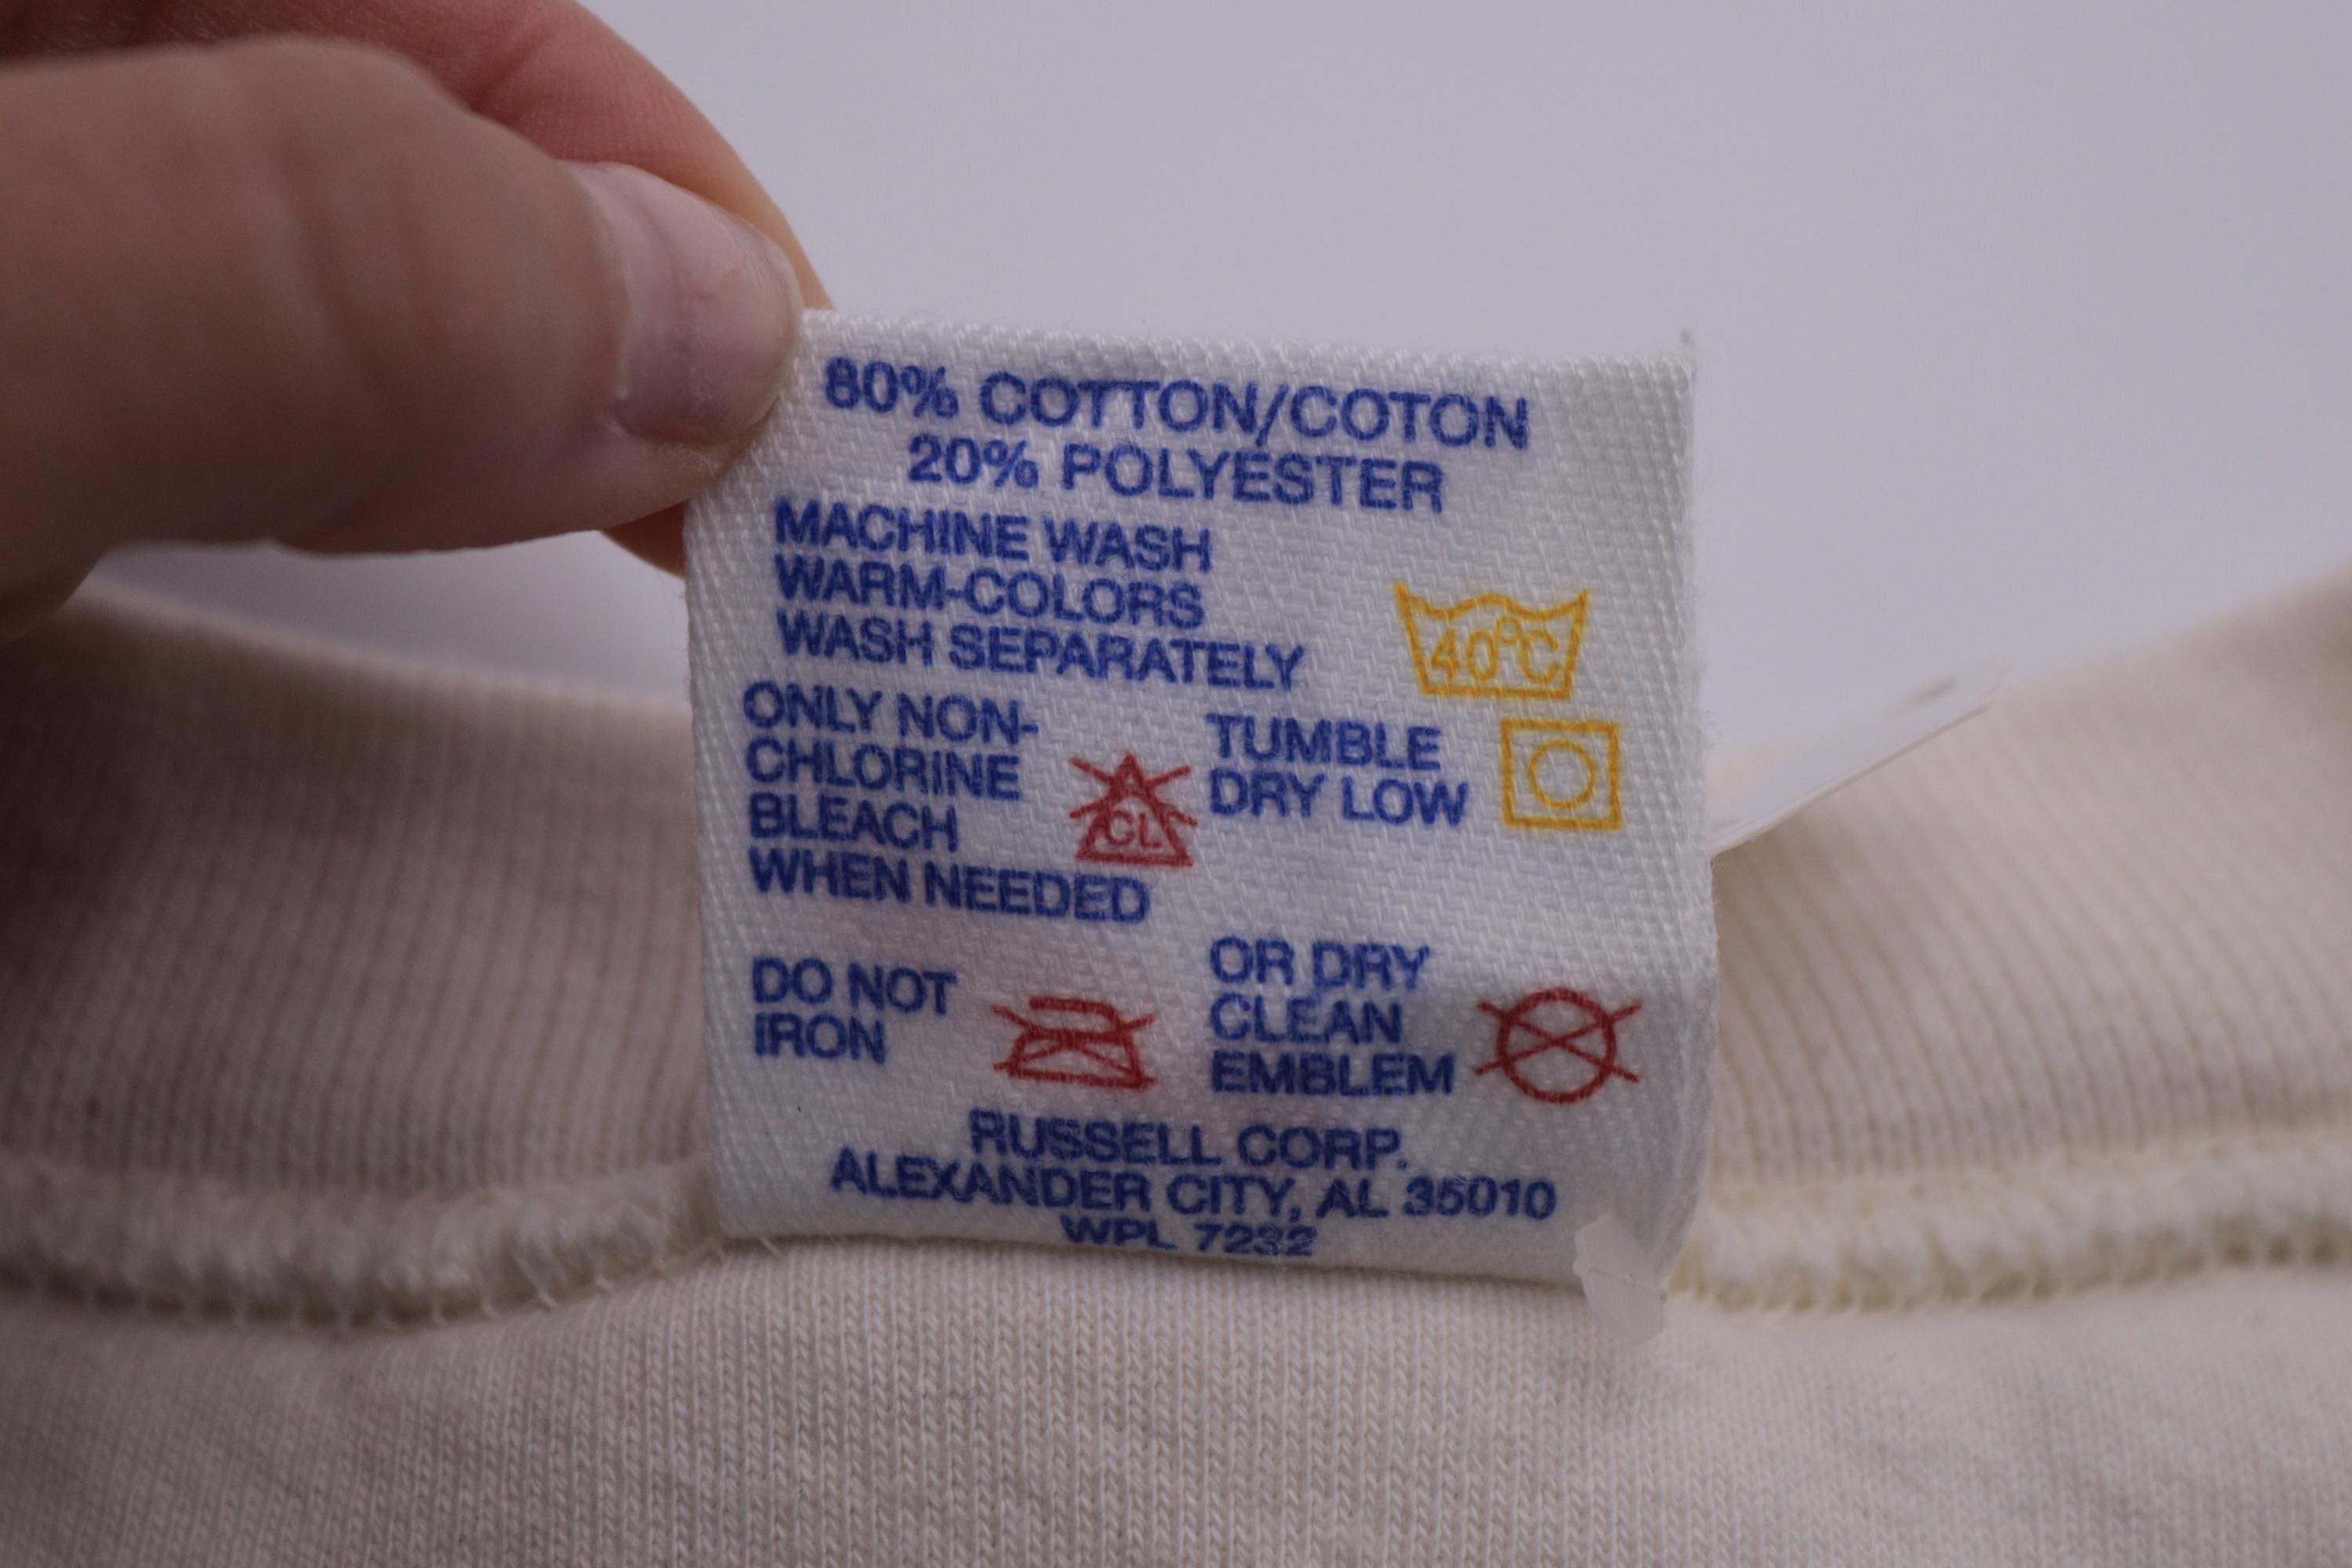 80% COTTON/COTON
20% POLYESTER
MACHINE WASH
WARM-COLORS
WASH SEPARATELY
40°C
ONLY NON-
CHLORINE
BLEACH
WHEN NEEDED
CL
TUMBLE
DRY LOW
DO NOT
IRON
OR DRY
CLEAN
EMBLEM
RUSSELL CORP.
ALEXANDER CITY, AL 35010
WPL 7232